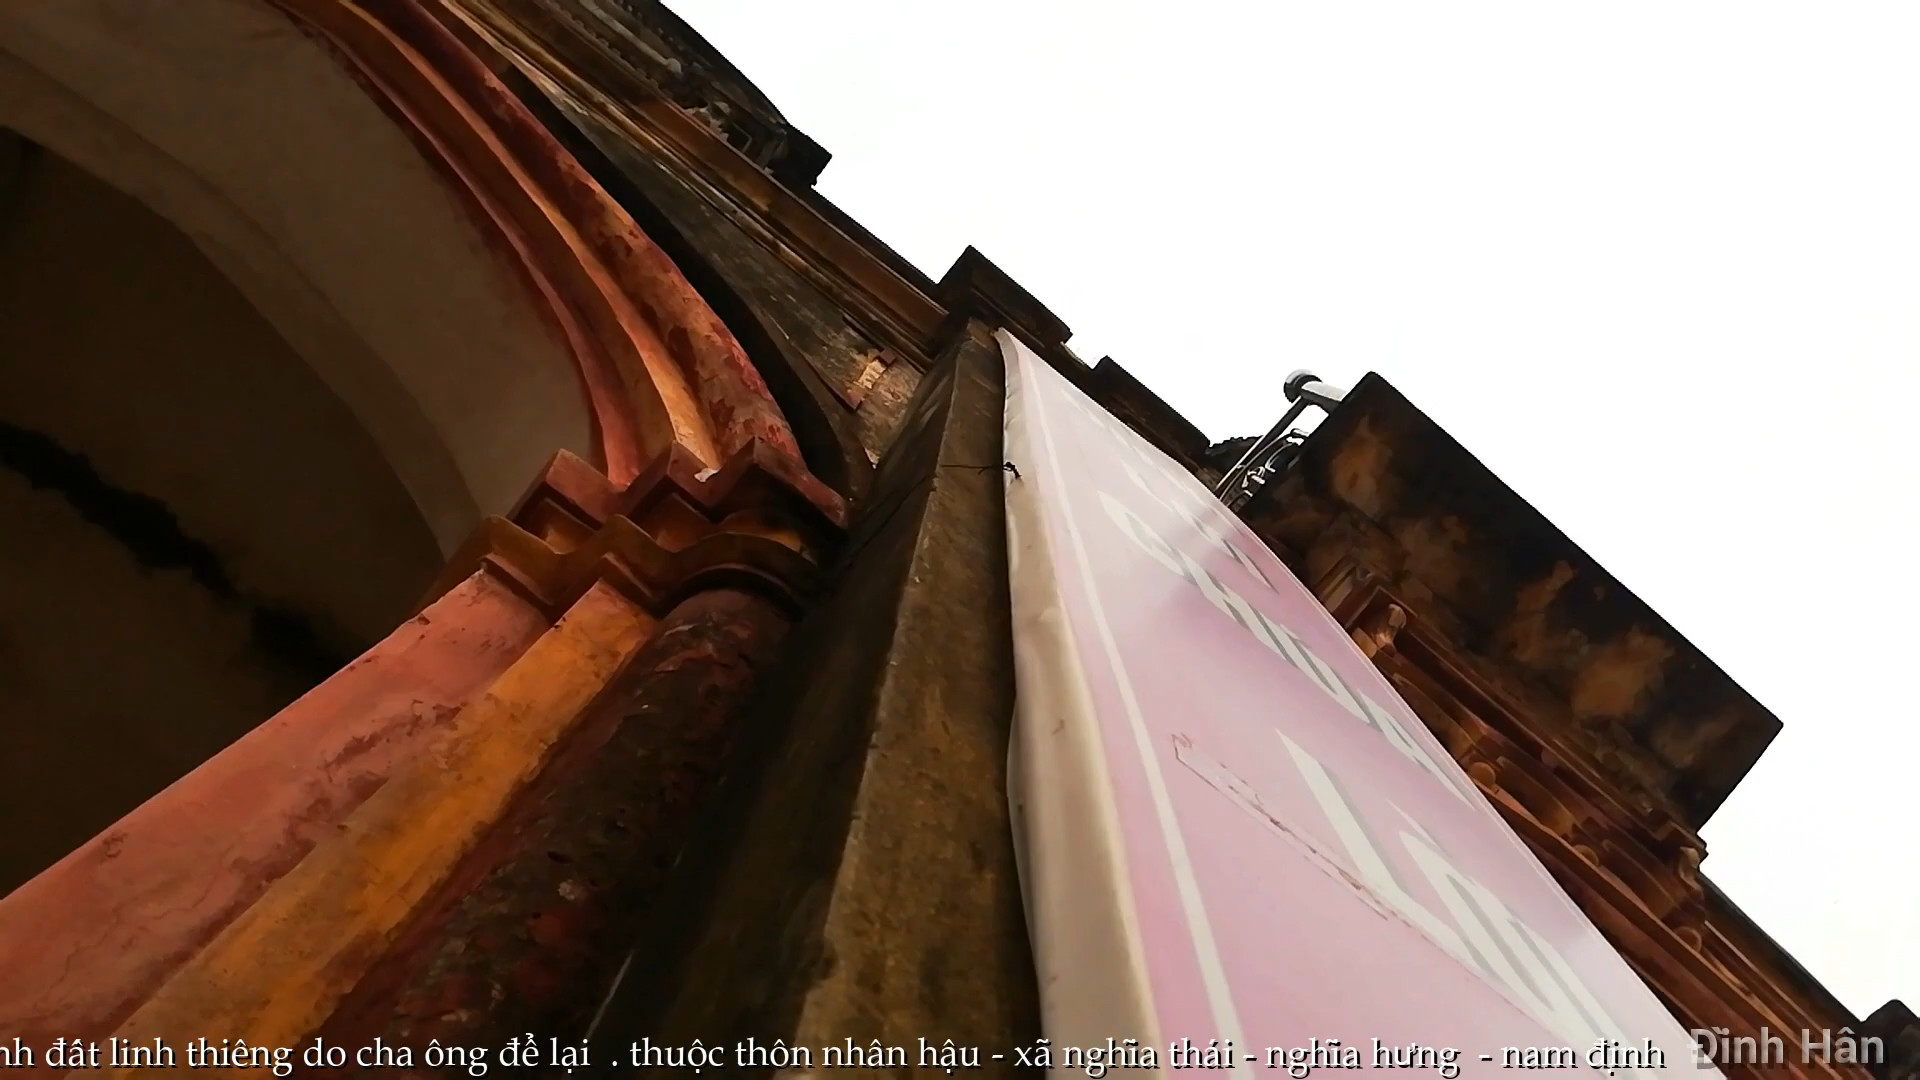 nh đất linh thiêng do cha ông để lại . thuộc thôn nhân hậu - xã nghĩa thái - nghĩa hưng - nam định
Đình Hân